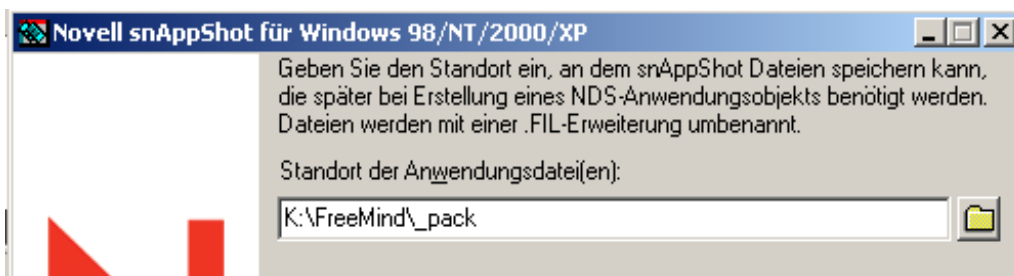 Novell snAppShot für Windows 98/NT/2000/XP
Geben Sie den Standort ein, an dem snAppShot Dateien speichern kann,
die später bei Erstellung eines NDS-Anwendungsobjekts benötigt werden.
Dateien werden mit einer .FIL-Erweiterung umbenannt.
Standort der Anwendungsdatei(en):
K:\FreeMind\_pack